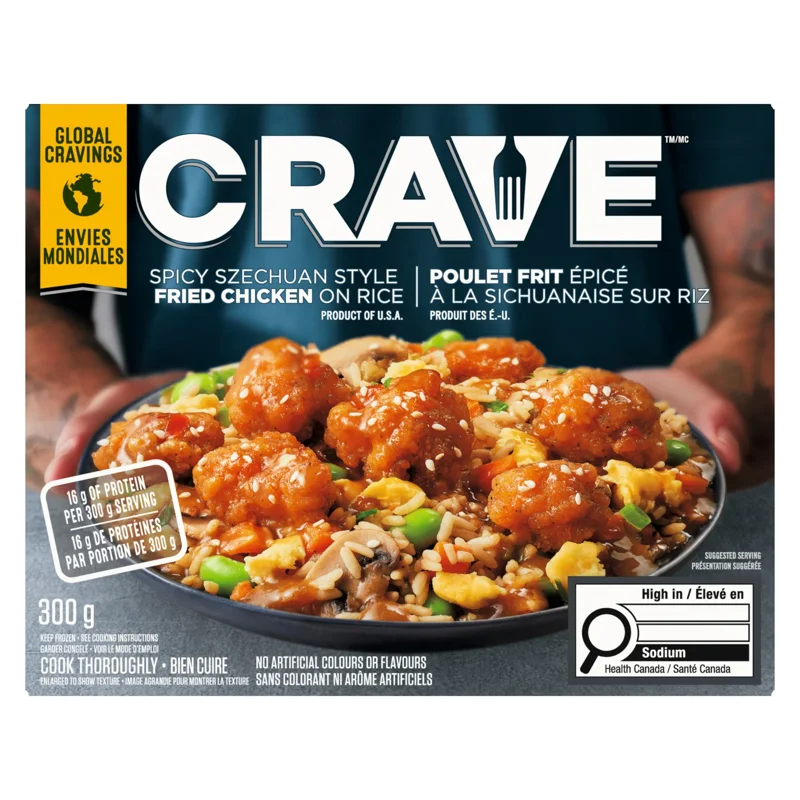 GLOBAL
CRAVINGS
ENVIES
MONDIALES
CRAVE
TM/MC
SPICY SZECHUAN STYLE
FRIED CHICKEN ON RICE
PRODUCT OF U.S.A.
POULET FRIT ÉPICÉ
À LA SICHUANAISE SUR RIZ
PRODUIT DES É.-U.
16 g OF PROTEIN
PER 300 g SERVING
16 g DE PROTÉINES
PAR PORTION DE 300 g
SUGGESTED SERVING
PRÉSENTATION SUGGÉRÉE
300 g
KEEP FROZEN • SEE COOKING INSTRUCTIONS
GARDER CONGELÉ • VOIR LE MODE D'EMPLOI
COOK THOROUGHLY • BIEN CUIRE
ENLARGED TO SHOW TEXTURE • IMAGE AGRANDIE POUR MONTRER LA TEXTURE
NO ARTIFICIAL COLOURS OR FLAVOURS
SANS COLORANT NI ARÔME ARTIFICIELS
High in / Élevé en
Sodium
Health Canada / Santé Canada